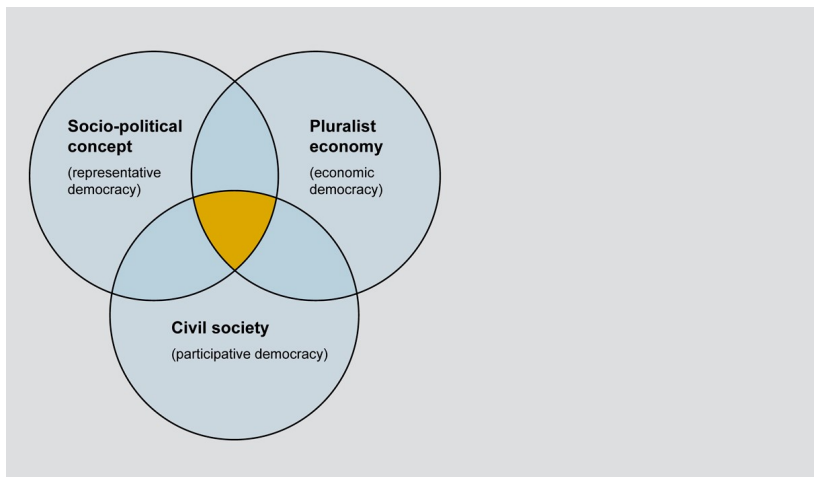 Socio-political
concept
(representative
democracy)
Pluralist
economy
(economic
democracy)
Civil society
(participative democracy)